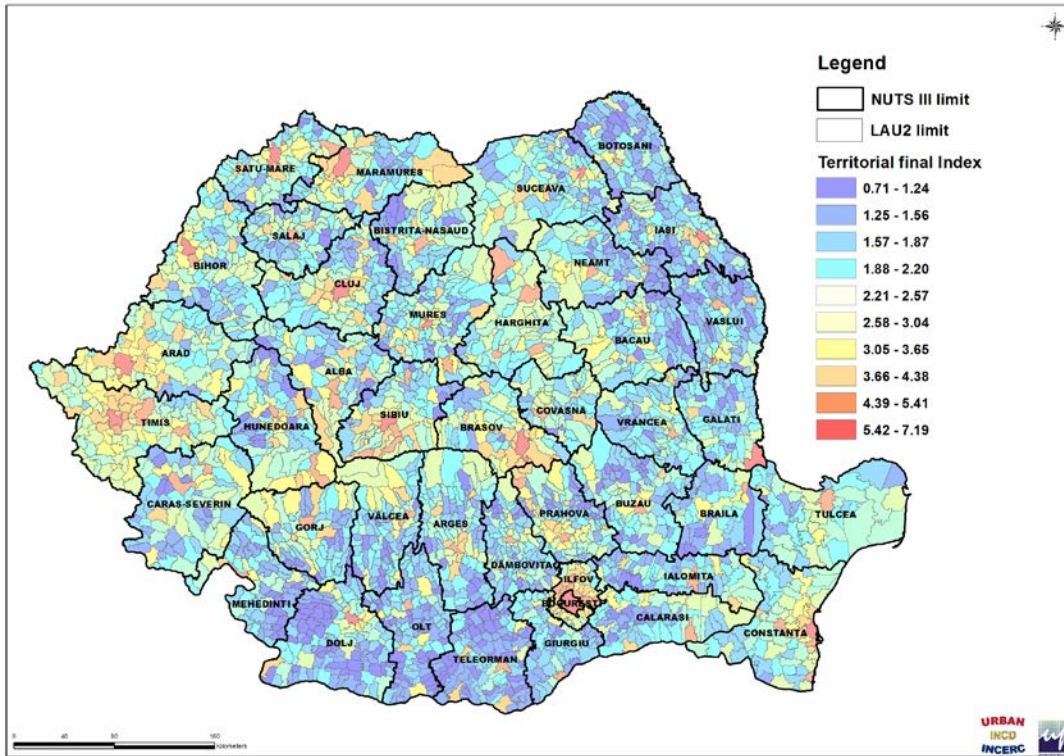 Legend
NUTS III limit
LAU2 limit
Territorial final Index
0.71 - 1.24
1.25 - 1.56
1.57 - 1.87
1.88 - 2.20
2.21 - 2.57
2.58 - 3.04
3.05 - 3.65
3.66 - 4.38
4.39 - 5.41
5.42 - 7.19
BOTOSANI
SATU-MARE
MARAMURES
SUCEAVA
SALAJ
BISTRITA-NASAUD
IASI
BIHOR
NEAMT
CLUJ
MURES
HARGHITA
VASLUI
BACAU
ARAD
ALBA
SIBIU
COVASNA
TIMIS
HUNEDOARA
BRASOV
VRANCEA
GALATI
CARAS-SEVERIN
GORJ
VÂLCEA
ARGES
PRAHOVA
BUZAU
BRAILA
TULCEA
DÂMBOVITA
ILFOV
IALOMITA
MEHEDINTI
BUCURESTI
CALARASI
OLT
DOLJ
GIURGIU
CONSTANTA
TELEORMAN
0
40
160
URBAN
INCD
INCERC